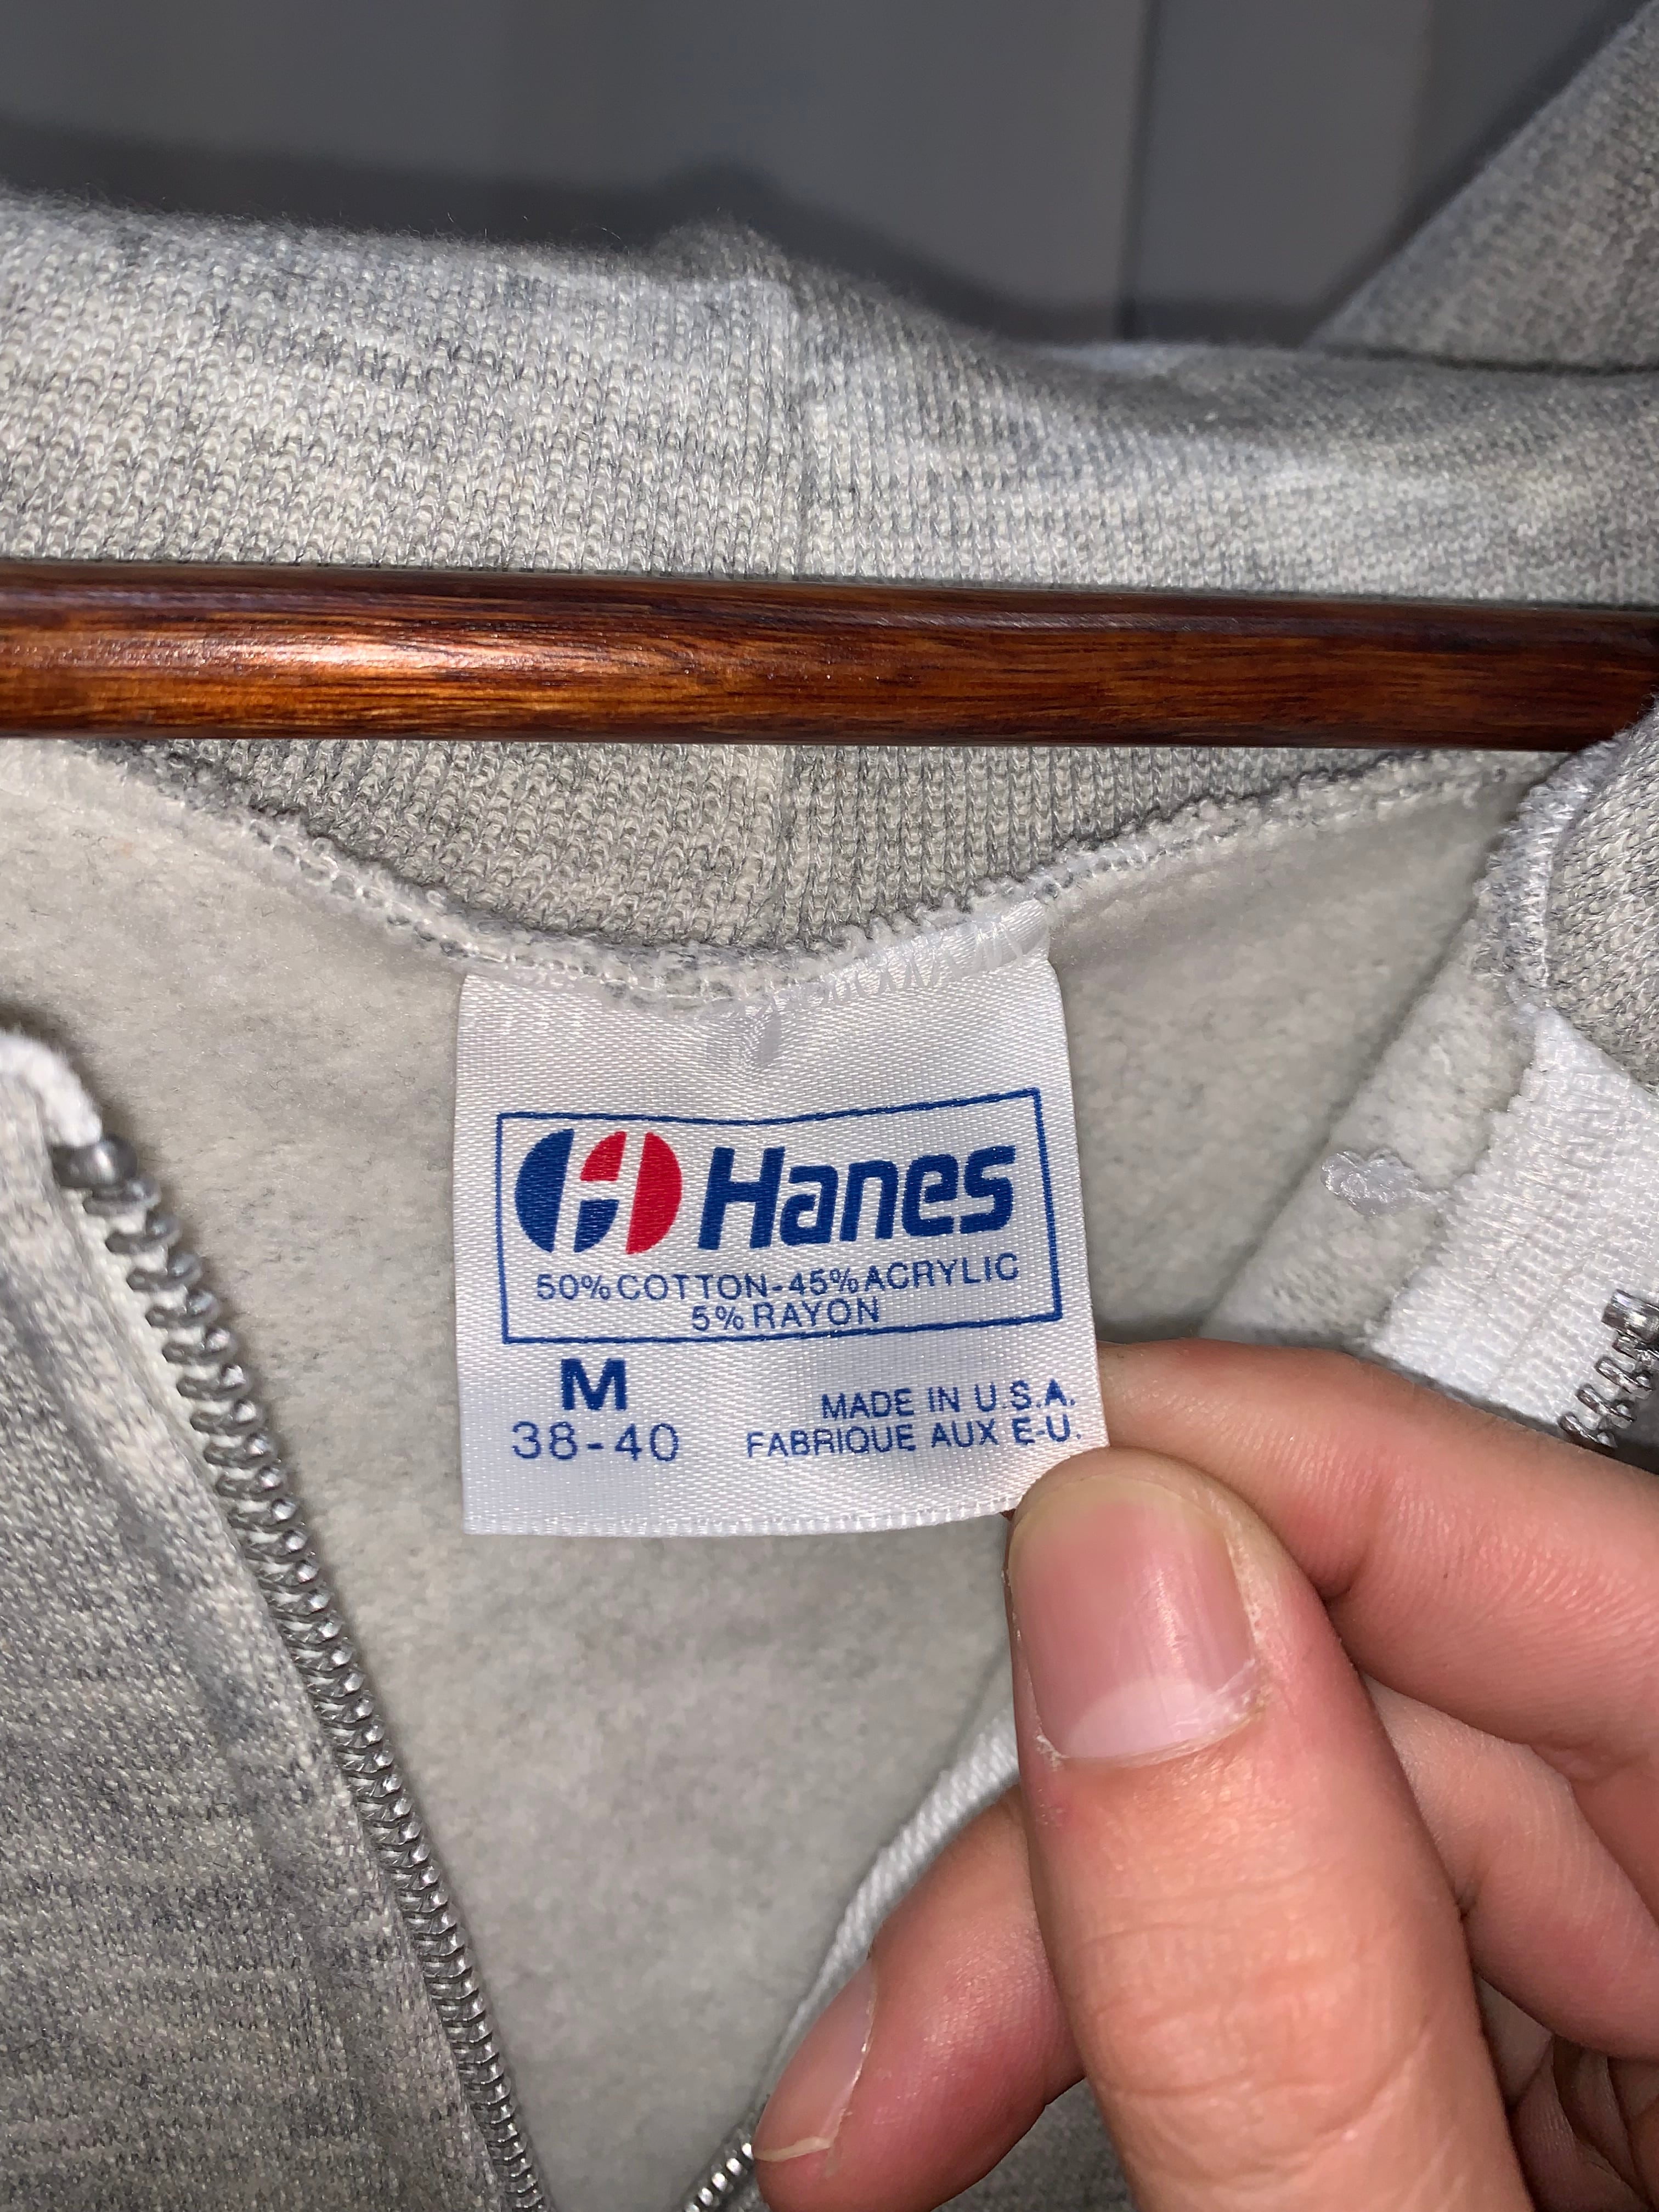 Hanes
50% COTTON-45% ACRYLIC
5% RAYON
M
38-40
MADE IN U.S.A.
FABRIQUE AUX E-U.